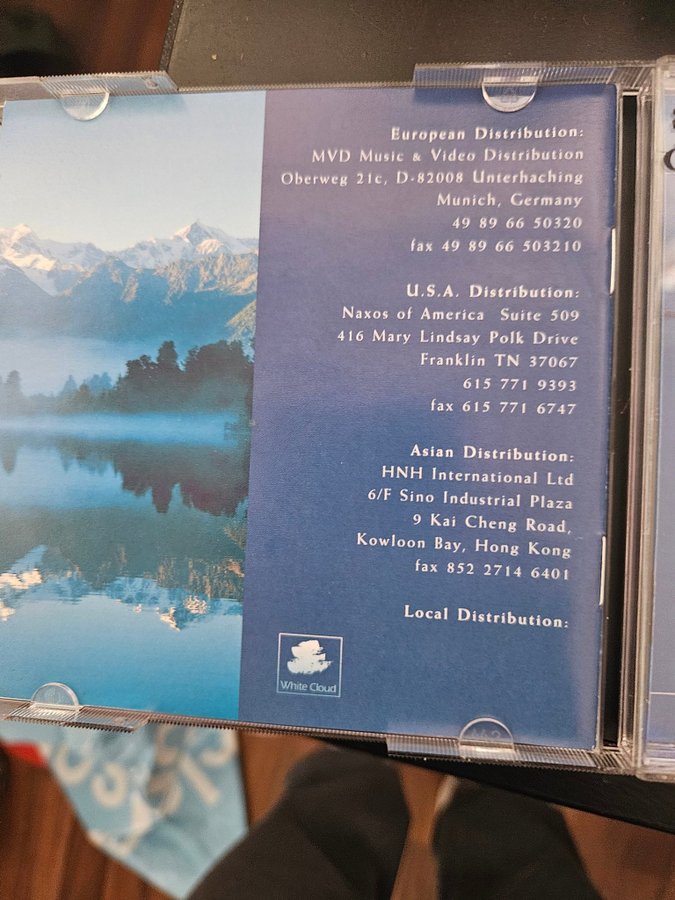 European Distribution:
MVD Music & Video Distribution
Oberweg 21c, D-82008 Unterhaching
Munich, Germany
49 89 66 50320
fax 49 89 66 503210
U.S.A. Distribution:
Naxos of America Suite 509
416 Mary Lindsay Polk Drive
Franklin TN 37067
615 771 9393
fax 615 771 6747
Asian Distribution:
HNH International Ltd
6/F Sino Industrial Plaza
9 Kai Cheng Road,
Kowloon Bay, Hong Kong
fax 852 2714 6401
Local Distribution:
White Cloud